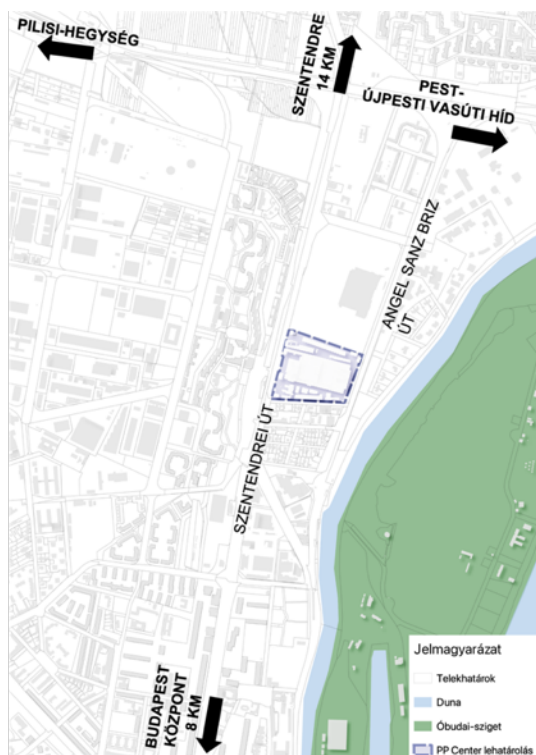 PILISI-HEGYSÉG
SZENTENDRE
14 KM
PEST-
ÚJPESTI VASÚTI HÍD
ANGEL SANZ BRIZ
ÚT
SZENTENDREI ÚT
BUDAPEST
KÖZPONT
8 KM
Jelmagyarázat
Telekhatárok
Duna
Óbudai-sziget
PP Center lehatárolás